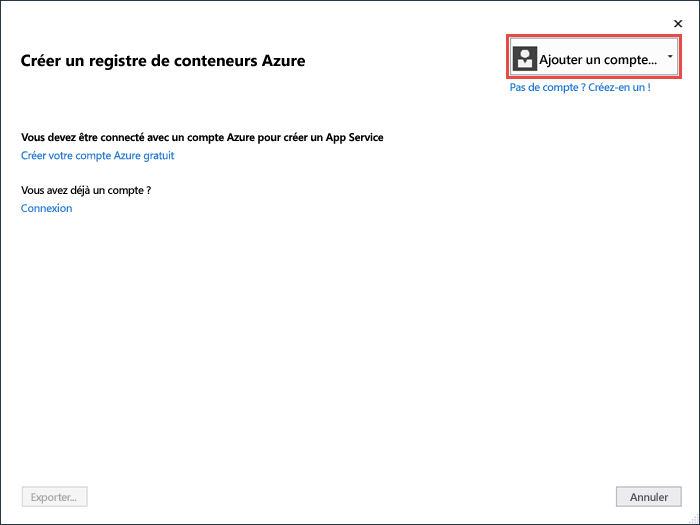 Créer un registre de conteneurs Azure
Ajouter un compte...
Pas de compte ? Créez-en un !
Vous devez être connecté avec un compte Azure pour créer un App Service
Créer votre compte Azure gratuit
Vous avez déjà un compte ?
Connexion
Exporter...
Annuler